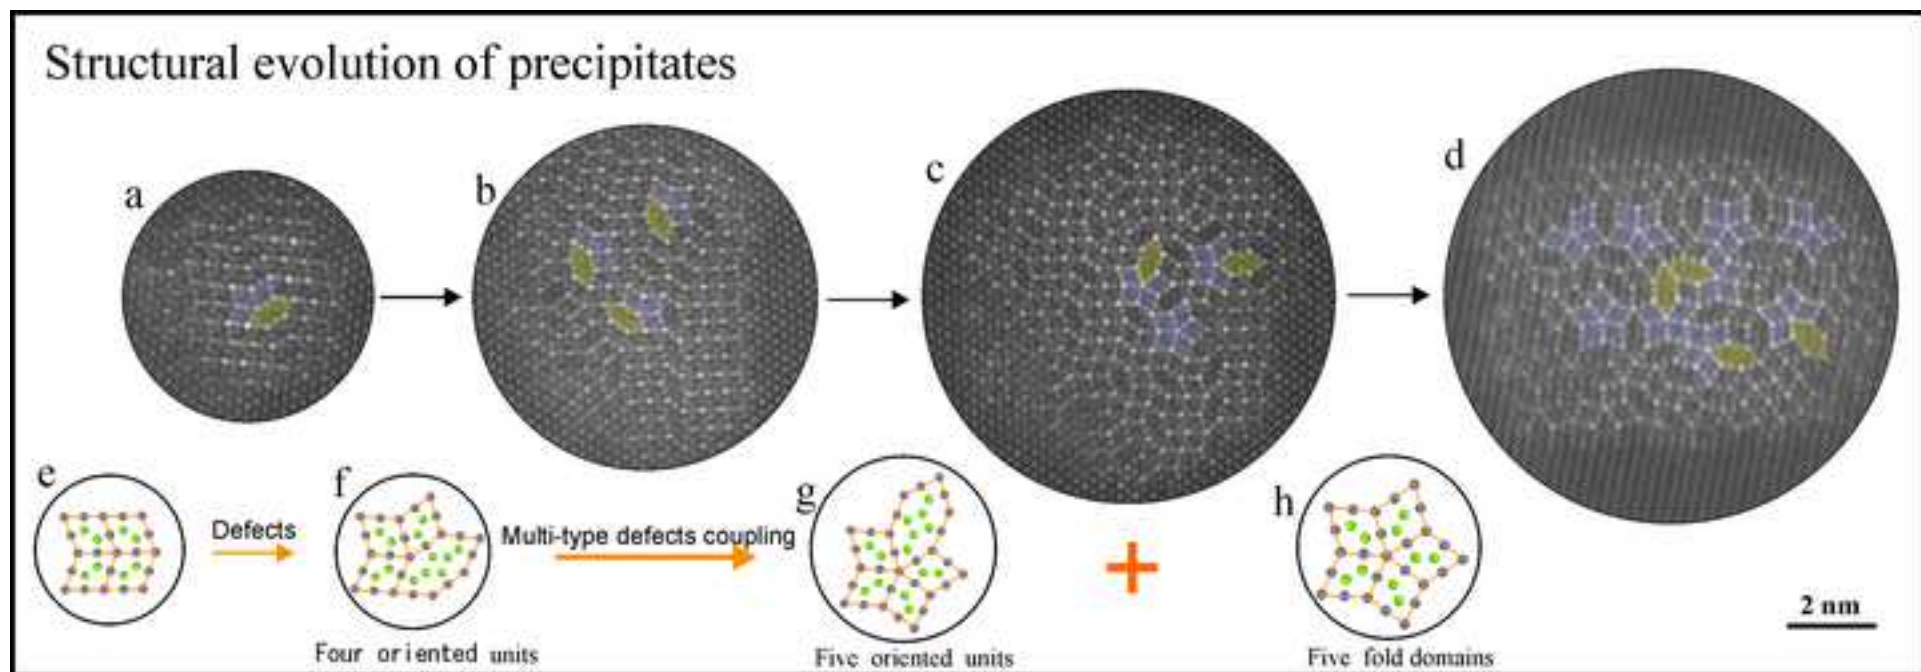 Structural evolution of precipitates
a
b
c
d
e
Defects
f
Multi-type defects coupling
g
h
2 nm
Four oriented units
Five oriented units
Five fold domains